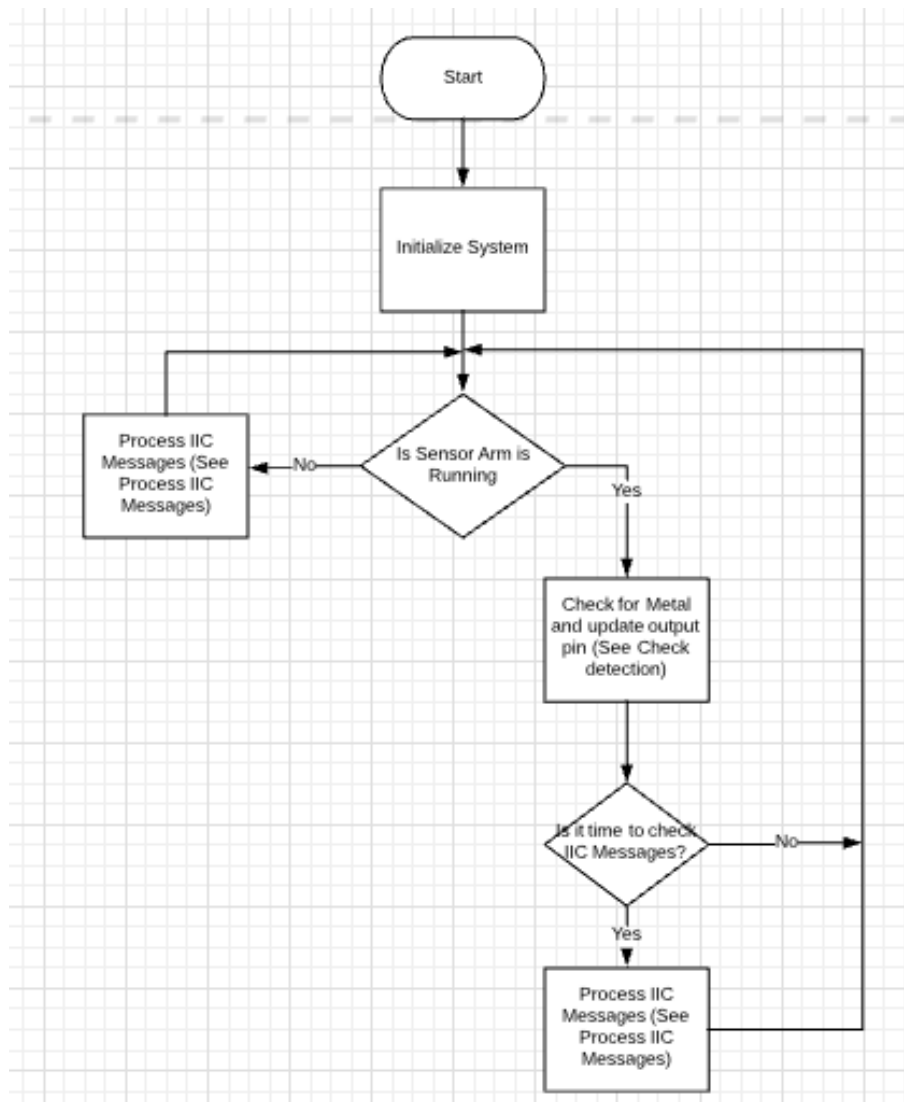 Start
Initialize System
Process IIC
Messages (See
Process IIC
Messages)
No
Is Sensor Arm is
Running
Yes
Check for Metal
and update output
pin (See Check
detection)
Is it time to check
IIC Messages?
No
Yes
Process IIC
Messages (See
Process IIC
Messages)